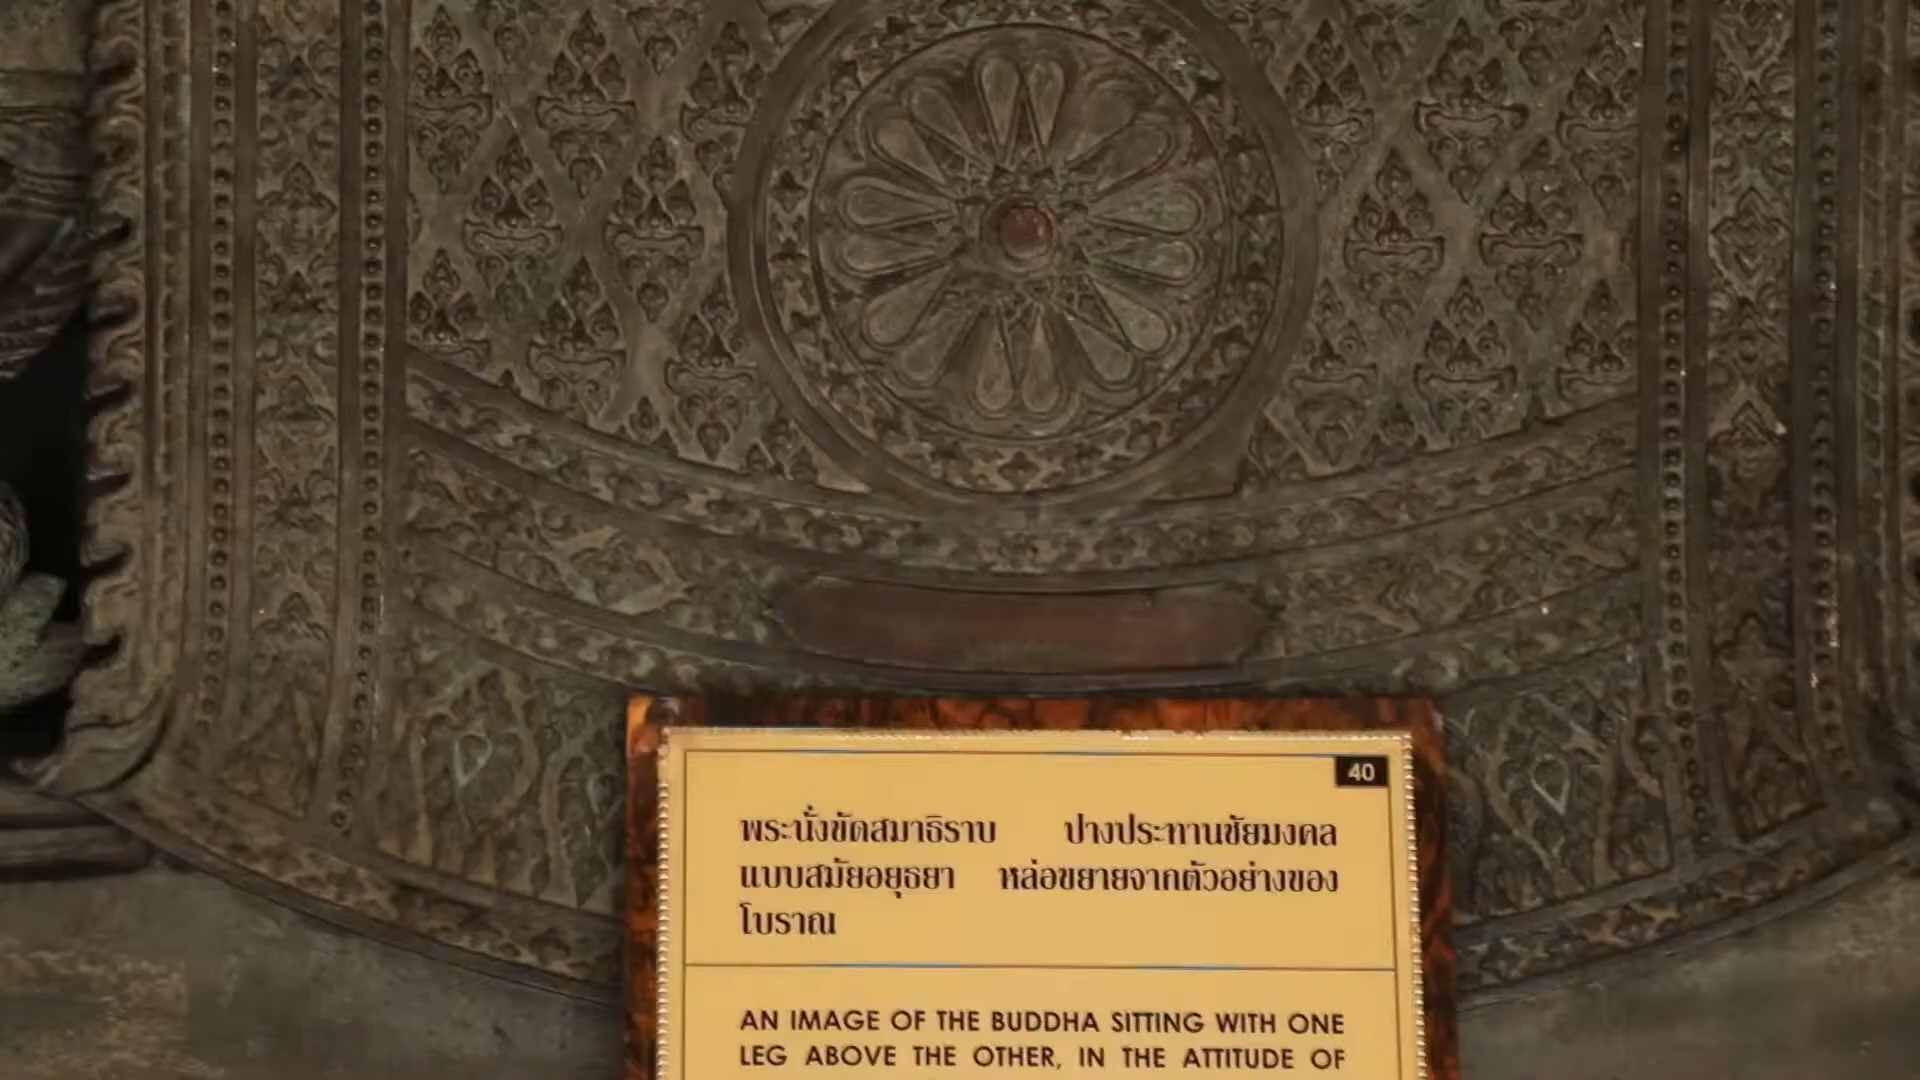 40
พระนั่งขัดสมาธิราบ ปางประทานชัยมงคล
แบบสมัยอยุธยา หล่อขยายจากตัวอย่างของ
โบราณ
AN IMAGE OF THE BUDDHA SITTING WITH ONE
LEG ABOVE THE OTHER, IN THE ATTITUDE OF